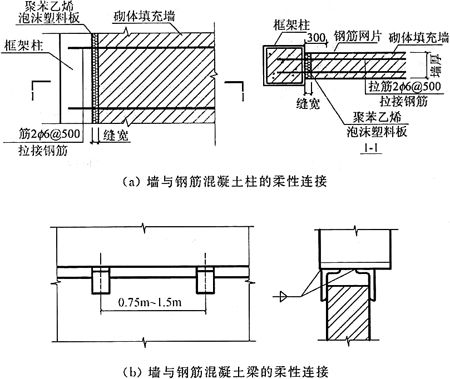 聚苯乙烯
泡沫塑料板
砌体填充墙
框架柱
筋2φ6@500
拉接钢筋
缝宽
框架柱
300
钢筋网片
砌体填充墙
墙厚
拉筋2φ6@500
拉接钢筋
缝宽
聚苯乙烯
泡沫塑料板
1-1
(a) 墙与钢筋混凝土柱的柔性连接
0.75m~1.5m
(b) 墙与钢筋混凝土梁的柔性连接